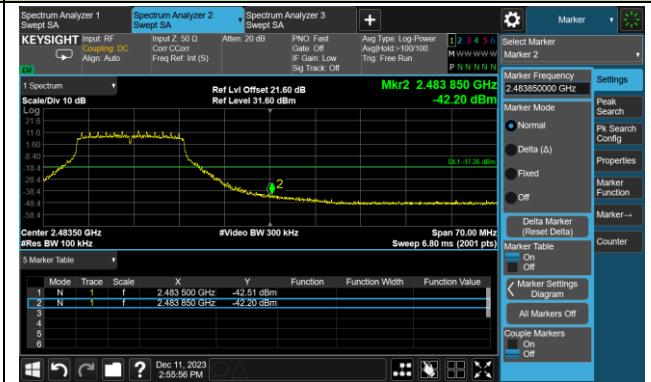 Spectrum Analyzer 1
Swept SA
Spectrum Analyzer 2
Swept SA
Spectrum Analyzer 3
Swept SA
+
Marker
KEYSIGHT
Input: RF
Coupling: DC
Align: Auto
Input Z: 50 Ω
Corr CCorr
Freq Ref: Int (S)
Atten: 20 dB
PNO: Fast
Gate: Off
IF Gain: Low
Sig Track: Off
Avg Type: Log-Power
Avg|Hold:>100/100
Trig: Free Run
1 2 3 4 5 6
M W W W W W
P N N N N N
LXI
Select Marker
Marker 2
1 Spectrum
Scale/Div 10 dB
Ref Lvl Offset 21.60 dB
Ref Level 31.60 dBm
Mkr2 2.483 850 GHz
-42.20 dBm
Log
21.6
11.6
1.60
-8.40
-18.4
-28.4
-38.4
-48.4
-58.4
DL1 -17.26 dBm
2
Center 2.48350 GHz
#Res BW 100 kHz
#Video BW 300 kHz
Span 70.00 MHz
Sweep 6.80 ms (2001 pts)
5 Marker Table
Mode Trace Scale X Y Function Function Width Function Value
1 N 1 f 2.483 500 GHz -42.51 dBm
2 N 1 f 2.483 850 GHz -42.20 dBm
3
4
5
6
Marker Frequency
2.483850000 GHz
Marker Mode
Normal
Delta (Δ)
Fixed
Off
Delta Marker
(Reset Delta)
Marker Table
On
Off
Marker Settings
Diagram
All Markers Off
Couple Markers
On
Off
Settings
Peak
Search
Pk Search
Config
Properties
Marker
Function
Marker→
Counter
?
Dec 11, 2023
2:55:56 PM